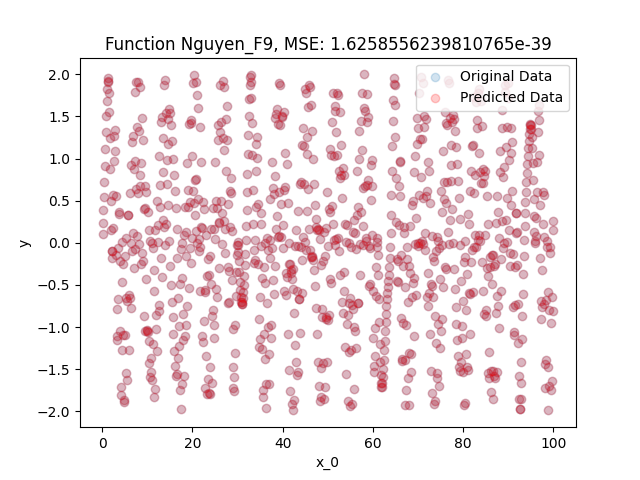 Function Nguyen_F9, MSE: 1.6258556239810765e-39
Original Data
Predicted Data
2.0
1.5
1.0
0.5
0.0
−0.5
−1.0
−1.5
−2.0
y
0 20 40 60 80 100
x_0